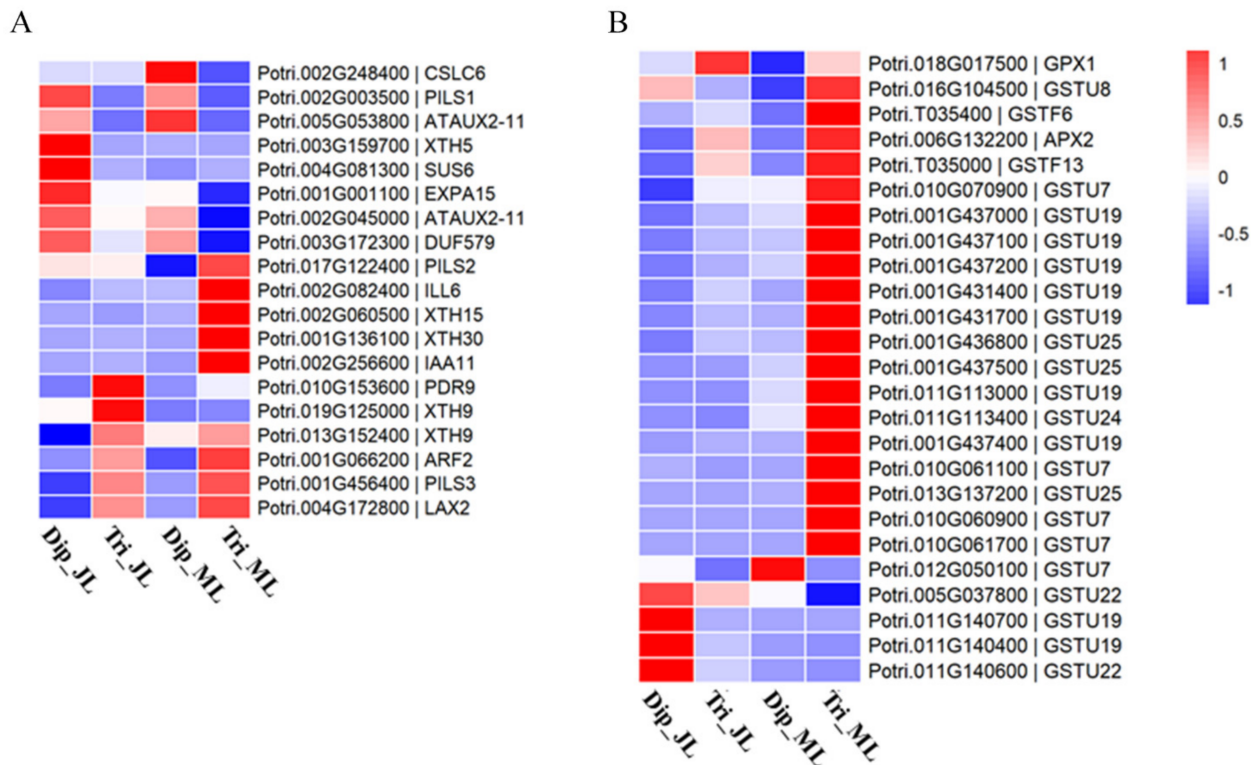 A
Potri.002G248400 | CSLC6
Potri.002G003500 | PILS1
Potri.005G053800 | ATAUX2-11
Potri.003G159700 | XTH5
Potri.004G081300 | SUS6
Potri.001G001100 | EXPA15
Potri.002G045000 | ATAUX2-11
Potri.003G172300 | DUF579
Potri.017G122400 | PILS2
Potri.002G082400 | ILL6
Potri.002G060500 | XTH15
Potri.001G136100 | XTH30
Potri.002G256600 | IAA11
Potri.010G153600 | PDR9
Potri.019G125000 | XTH9
Potri.013G152400 | XTH9
Potri.001G066200 | ARF2
Potri.001G456400 | PILS3
Potri.004G172800 | LAX2
Dip_JL
Tri_JL
Dip_ML
Tri_ML
B
Potri.018G017500 | GPX1
Potri.016G104500 | GSTU8
Potri.T035400 | GSTF6
Potri.006G132200 | APX2
Potri.T035000 | GSTF13
Potri.010G070900 | GSTU7
Potri.001G437000 | GSTU19
Potri.001G437100 | GSTU19
Potri.001G437200 | GSTU19
Potri.001G431400 | GSTU19
Potri.001G431700 | GSTU19
Potri.001G436800 | GSTU25
Potri.001G437500 | GSTU25
Potri.011G113000 | GSTU19
Potri.011G113400 | GSTU24
Potri.001G437400 | GSTU19
Potri.010G061100 | GSTU7
Potri.013G137200 | GSTU25
Potri.010G060900 | GSTU7
Potri.010G061700 | GSTU7
Potri.012G050100 | GSTU7
Potri.005G037800 | GSTU22
Potri.011G140700 | GSTU19
Potri.011G140400 | GSTU19
Potri.011G140600 | GSTU22
Dip_JL
Tri_JL
Dip_ML
Tri_ML
1
0.5
0
-0.5
-1